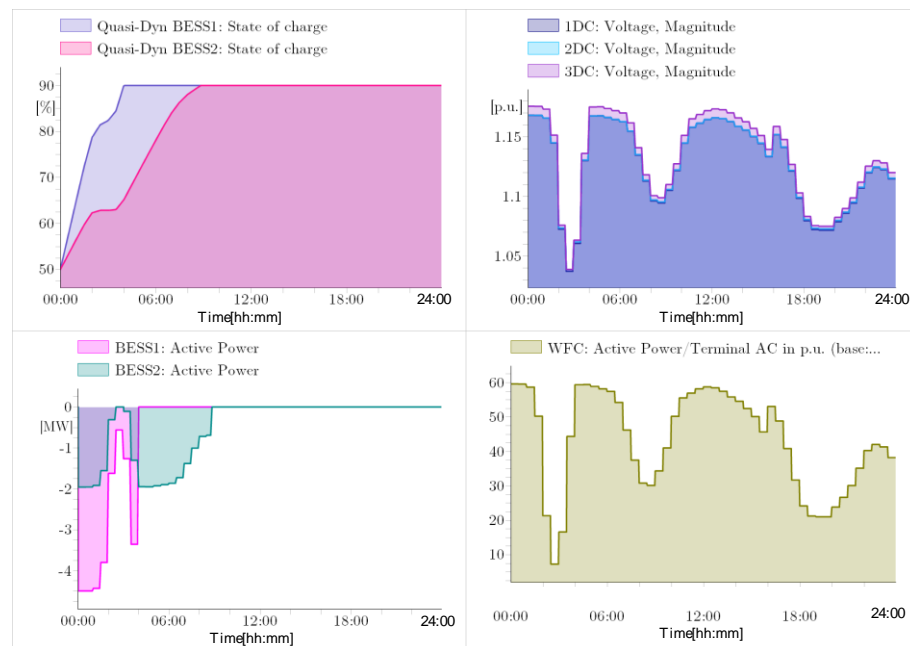 Quasi-Dyn BESS1: State of charge
Quasi-Dyn BESS2: State of charge
90
[%]
80
70
60
50
00:00 06:00 12:00 18:00 24:00
Time[hh:mm]
1DC: Voltage, Magnitude
2DC: Voltage, Magnitude
3DC: Voltage, Magnitude
[p.u.]
1.15
1.1
1.05
00:00 06:00 12:00 18:00 24:00
Time[hh:mm]
BESS1: Active Power
BESS2: Active Power
0
[MW]
-1
-2
-3
-4
00:00 06:00 12:00 18:00 24:00
Time[hh:mm]
WFC: Active Power/Terminal AC in p.u. (base:...
60
50
40
30
20
10
00:00 06:00 12:00 18:00 24:00
Time[hh:mm]